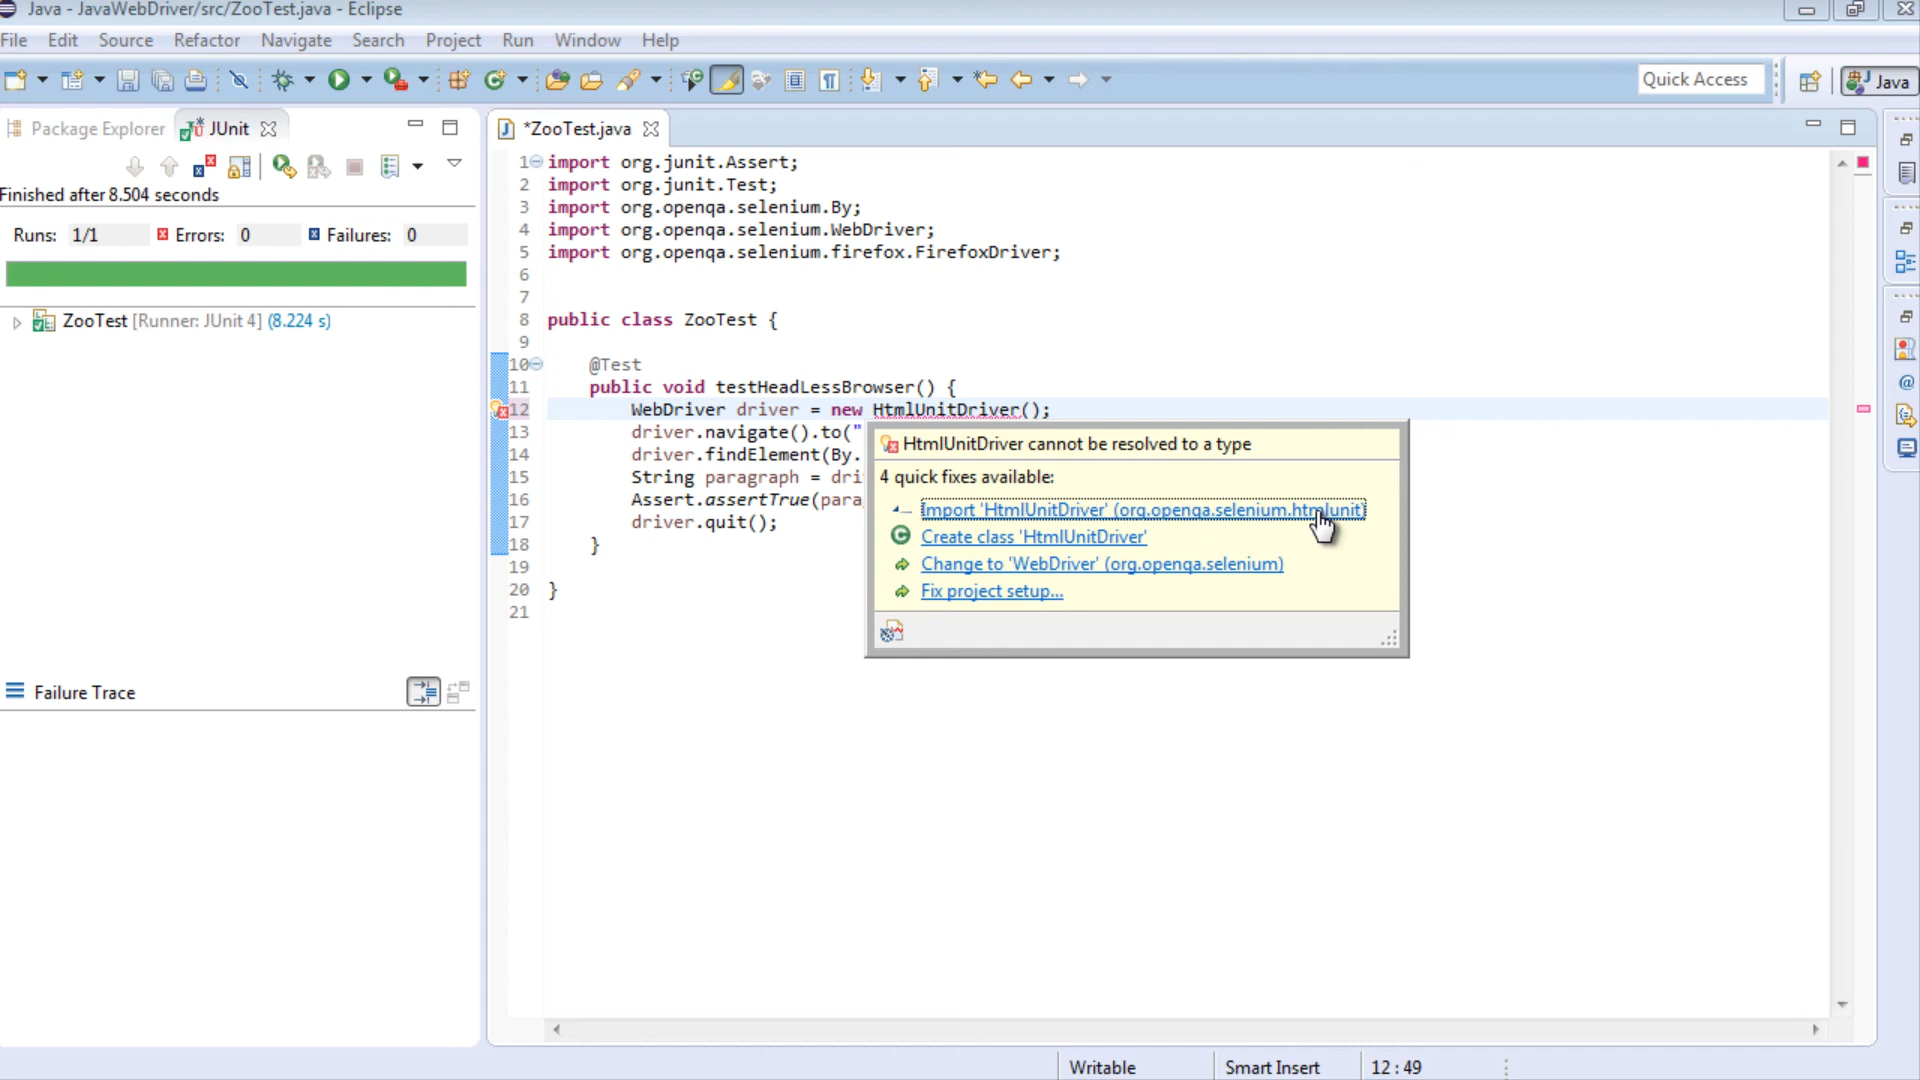 Java - JavaWebDriver/src/ZooTest.java - Eclipse
File Edit Source Refactor Navigate Search Project Run Window Help
Quick Access
Java
Package Explorer
JUnit
*ZooTest.java
Finished after 8.504 seconds
Runs: 1/1
Errors: 0
Failures: 0
ZooTest [Runner: JUnit 4] (8.224 s)
Failure Trace
1 import org.junit.Assert;
2 import org.junit.Test;
3 import org.openqa.selenium.By;
4 import org.openqa.selenium.WebDriver;
5 import org.openqa.selenium.firefox.FirefoxDriver;
6
7
8 public class ZooTest {
9
10 @Test
11 public void testHeadLessBrowser() {
12 WebDriver driver = new HtmlUnitDriver();
13 driver.navigate().to("
14 driver.findElement(By.
15 String paragraph = dri
16 Assert.assertTrue(para
17 driver.quit();
18 }
19
20 }
21
HtmlUnitDriver cannot be resolved to a type
4 quick fixes available:
Import 'HtmlUnitDriver' (org.openqa.selenium.htmlunit)
Create class 'HtmlUnitDriver'
Change to 'WebDriver' (org.openqa.selenium)
Fix project setup...
Writable
Smart Insert
12 : 49